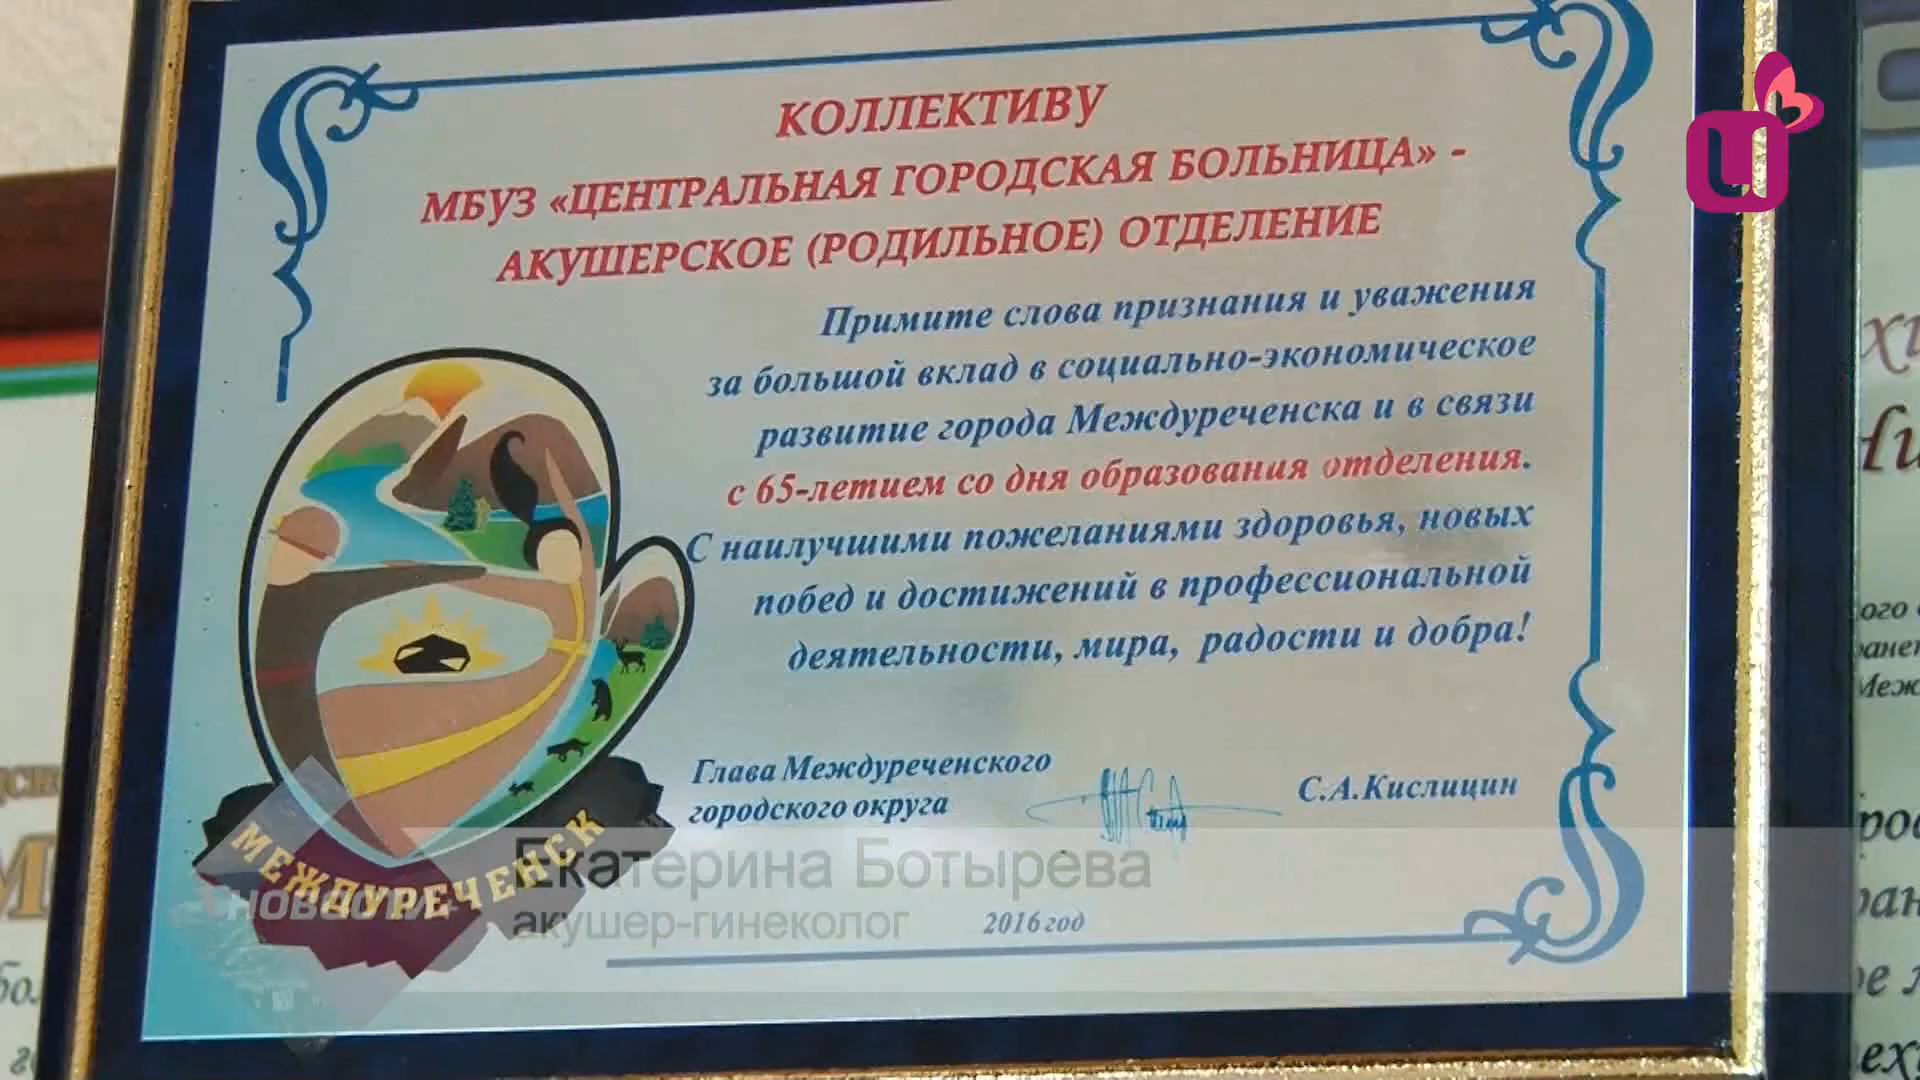 КОЛЛЕКТИВУ
МБУЗ «ЦЕНТРАЛЬНАЯ ГОРОДСКАЯ БОЛЬНИЦА» -
АКУШЕРСКОЕ (РОДИЛЬНОЕ) ОТДЕЛЕНИЕ
Примите слова признания и уважения
за большой вклад в социально-экономическое
развитие города Междуреченска и в связи
с 65-летием со дня образования отделения.
С наилучшими пожеланиями здоровья, новых
побед и достижений в профессиональной
деятельности, мира, радости и добра!
Глава Междуреченского
городского округа
С.А.Кислицин
МЕЖДУРЕЧЕНСК
2016 год
НОВОСТИ
Екатерина Ботырева
акушер-гинеколог